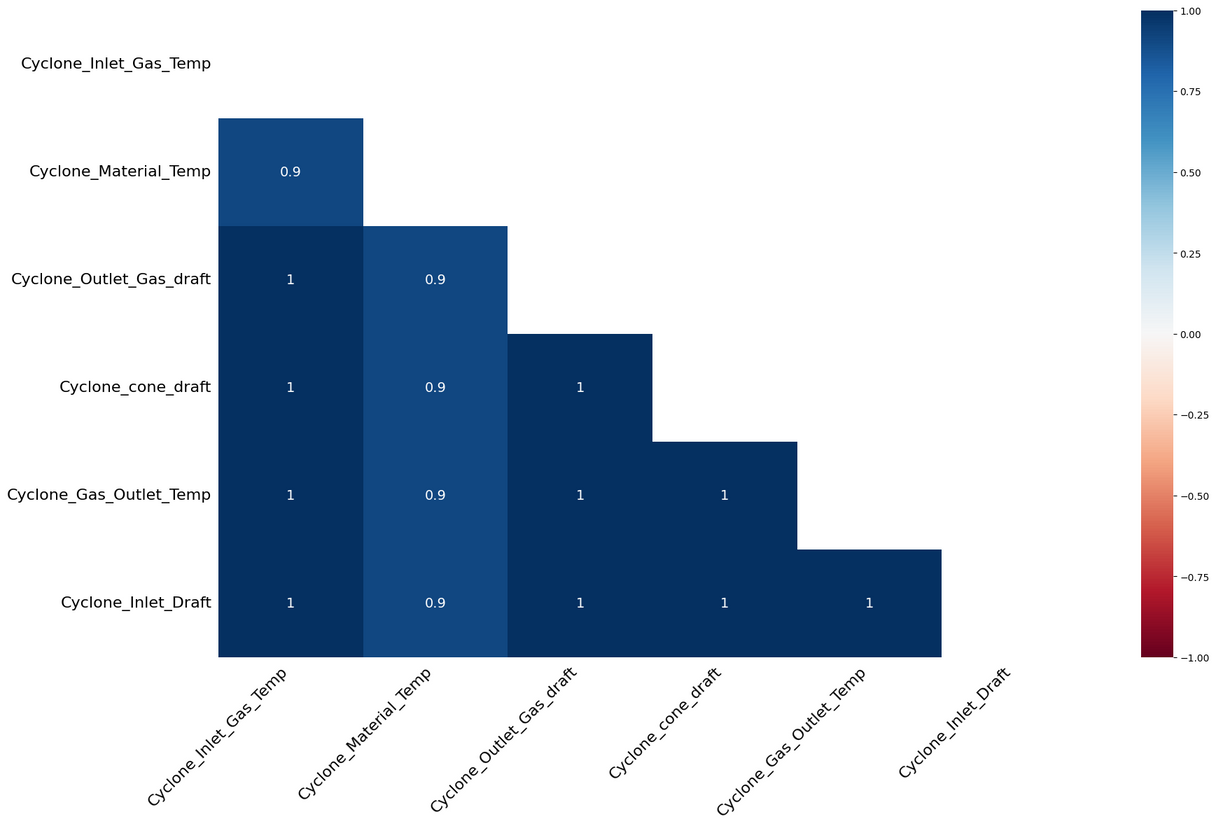 Cyclone_Inlet_Gas_Temp
Cyclone_Material_Temp 0.9
Cyclone_Outlet_Gas_draft 1 0.9
Cyclone_cone_draft 1 0.9 1
Cyclone_Gas_Outlet_Temp 1 0.9 1 1
Cyclone_Inlet_Draft 1 0.9 1 1 1
Cyclone_Inlet_Gas_Temp
Cyclone_Material_Temp
Cyclone_Outlet_Gas_draft
Cyclone_cone_draft
Cyclone_Gas_Outlet_Temp
Cyclone_Inlet_Draft
1.00
0.75
0.50
0.25
0.00
−0.25
−0.50
−0.75
−1.00